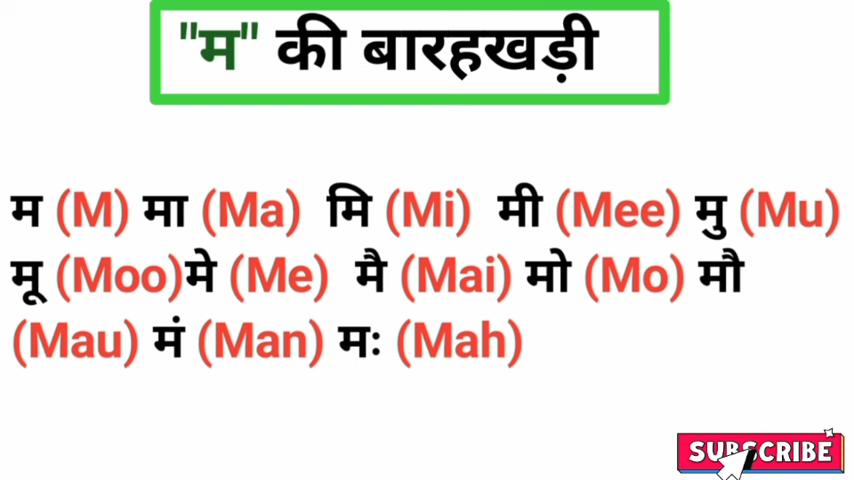 "म" की बारहखड़ी
म (M) मा (Ma) मि (Mi) मी (Mee) मु (Mu)
मू (Moo)मे (Me) मै (Mai) मो (Mo) मौ
(Mau) मं (Man) मः (Mah)
SUBSCRIBE